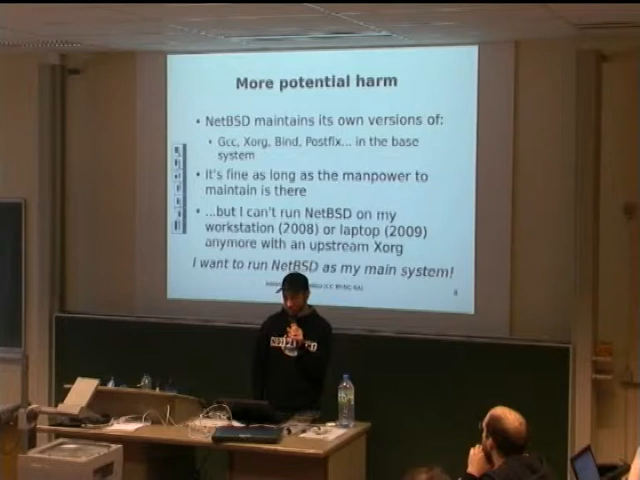 More potential harm
• NetBSD maintains its own versions of:
• Gcc, Xorg, Bind, Postfix... in the base
system
• It's fine as long as the manpower to
maintain is there
• ...but I can't run NetBSD on my
workstation (2008) or laptop (2009)
anymore with an upstream Xorg
I want to run NetBSD as my main system!